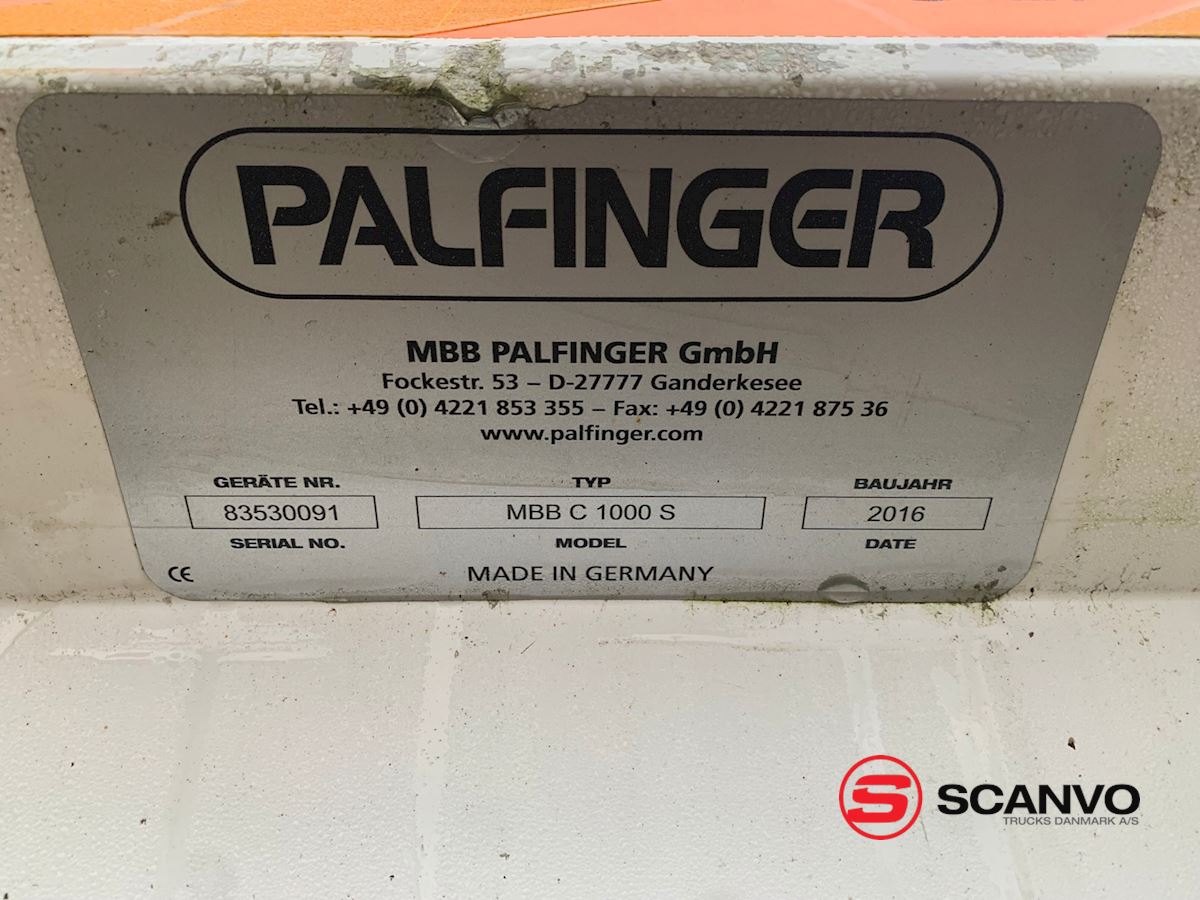 PALFINGER
MBB PALFINGER GmbH
Fockestr. 53 – D-27777 Ganderkesee
Tel.: +49 (0) 4221 853 355 – Fax: +49 (0) 4221 875 36
www.palfinger.com
GERÄTE NR. TYP BAUJAHR
83530091 MBB C 1000 S 2016
SERIAL NO. MODEL DATE
CE MADE IN GERMANY
S SCANVO
TRUCKS DANMARK A/S